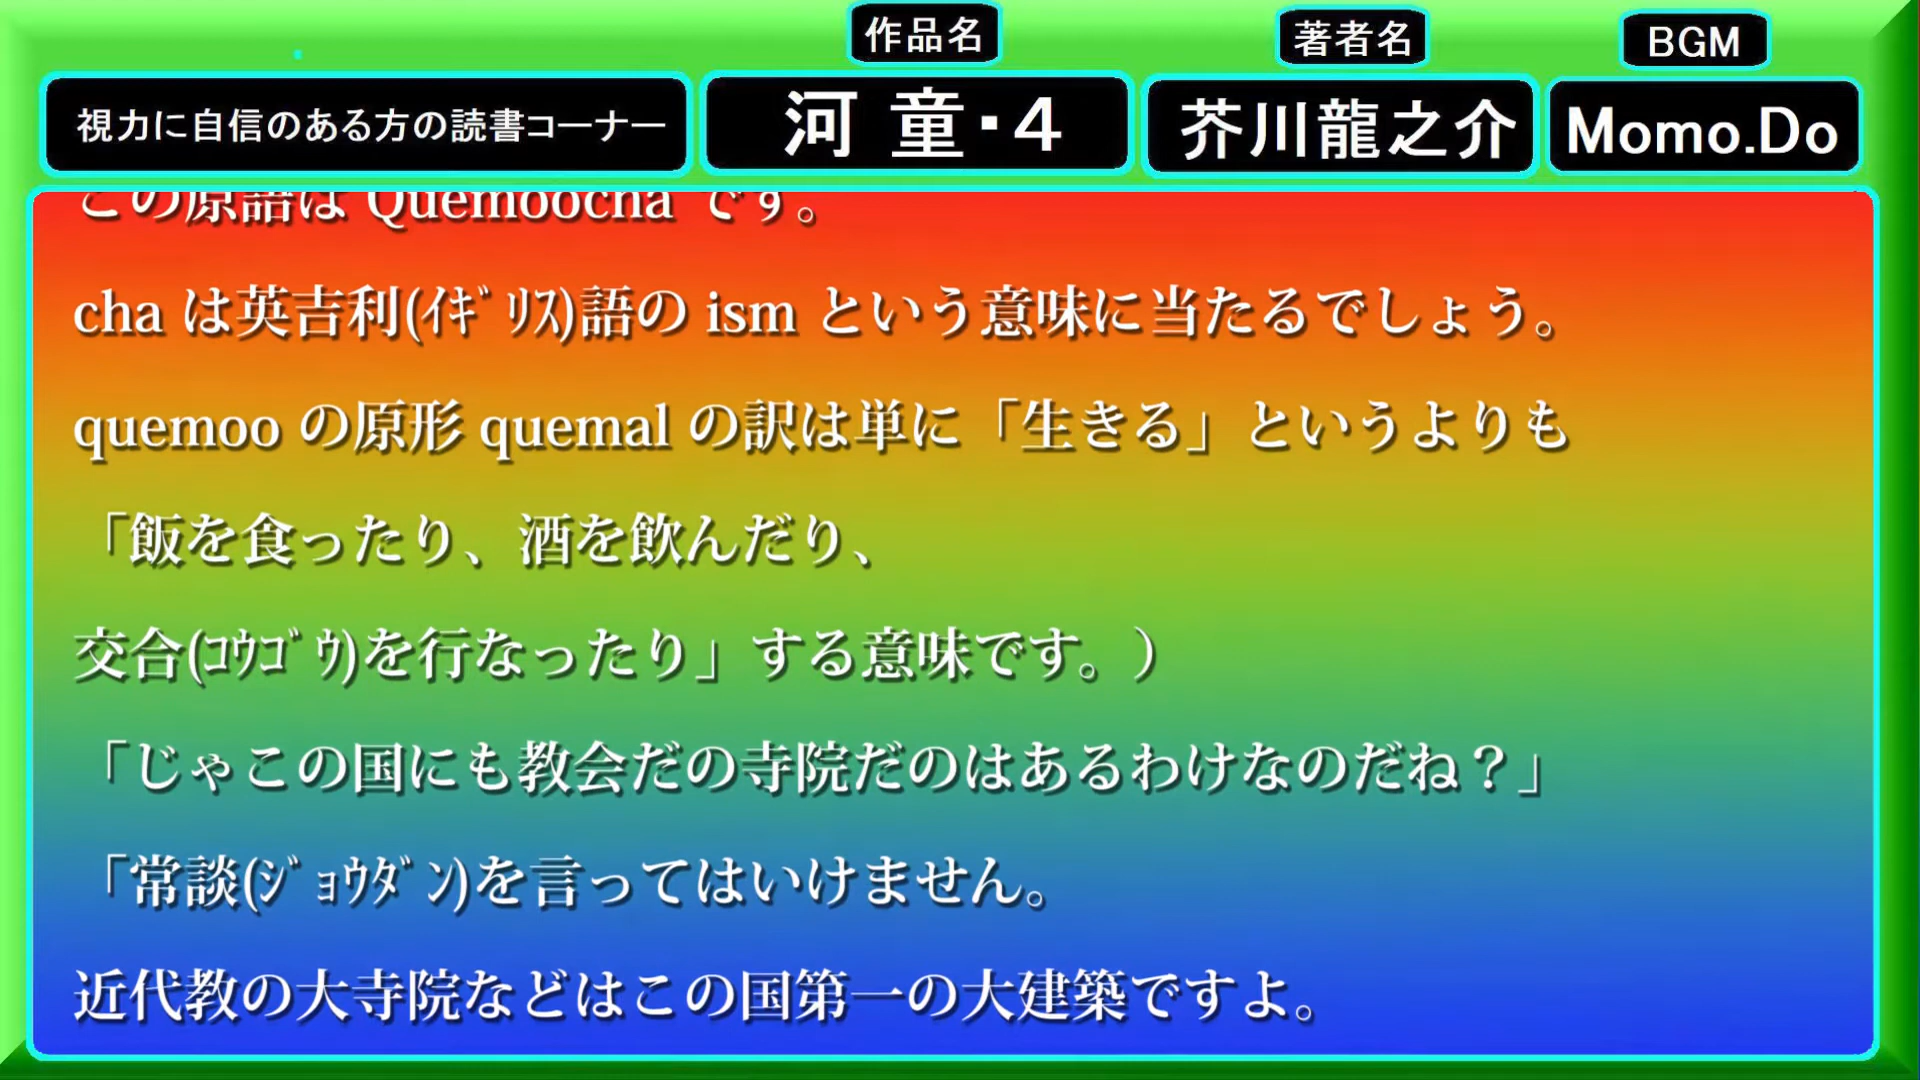 作品名
著者名
BGM
視力に自信のある方の読書コーナー
河 童・4
芥川龍之介
Momo.Do
この原語は Quemoocha です。
cha は英吉利(ｲｷﾞﾘｽ)語の ism という意味に当たるでしょう。
quemoo の原形 quemal の訳は単に「生きる」というよりも
「飯を食ったり、酒を飲んだり、
交合(ｺｳｺﾞｳ)を行なったり」する意味です。）
「じゃこの国にも教会だの寺院だのはあるわけなのだね？」
「常談(ｼﾞｮｳﾀﾞﾝ)を言ってはいけません。
近代教の大寺院などはこの国第一の大建築ですよ。